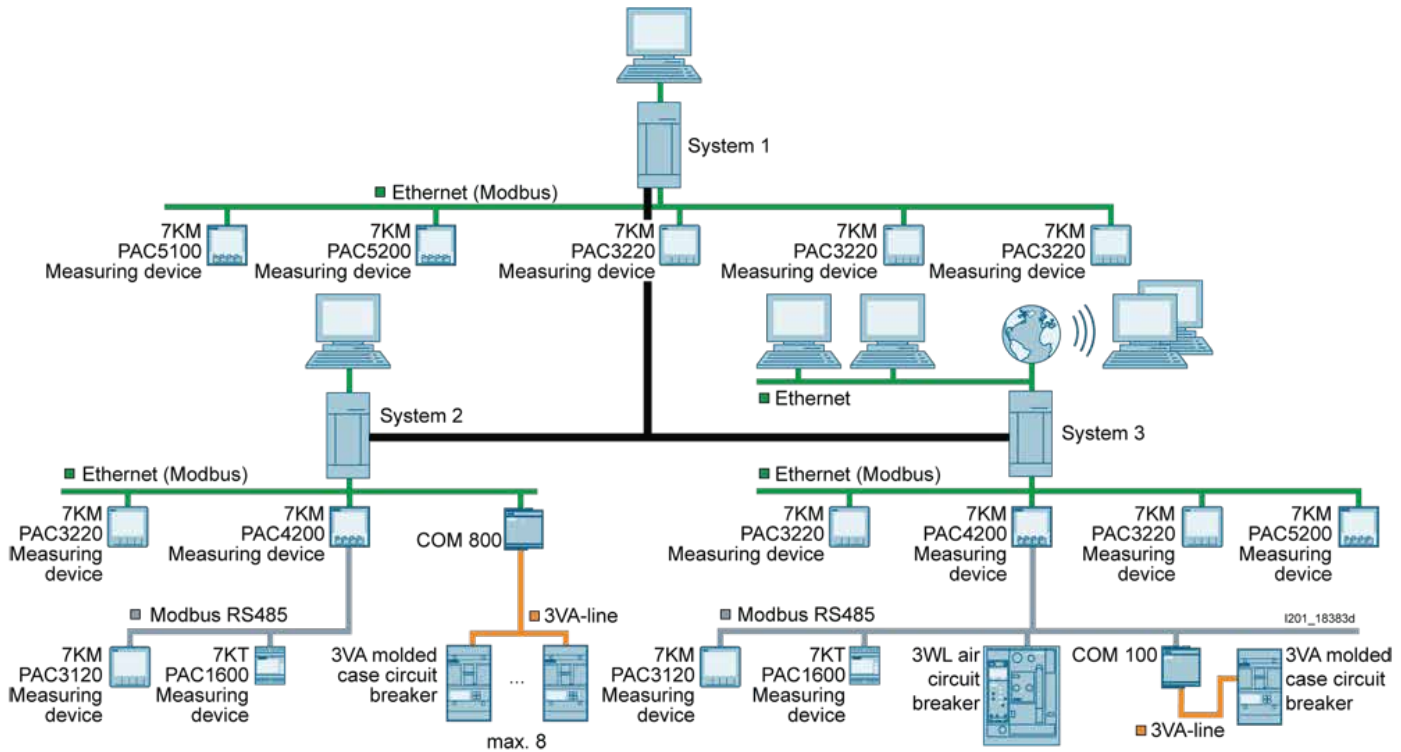 System 1
Ethernet (Modbus)
7KM
PAC5100
Measuring device
7KM
PAC5200
Measuring device
7KM
PAC3220
Measuring device
7KM
PAC3220
Measuring device
7KM
PAC3220
Measuring device
Ethernet
System 2
System 3
Ethernet (Modbus)
7KM
PAC3220
Measuring
device
7KM
PAC4200
Measuring device
COM 800
Modbus RS485
7KM
PAC3120
Measuring
device
7KT
PAC1600
Measuring
device
3VA-line
3VA molded
case circuit
breaker
...
max. 8
Ethernet (Modbus)
7KM
PAC3220
Measuring device
7KM
PAC4200
Measuring
device
7KM
PAC3220
Measuring
device
7KM
PAC5200
Measuring
device
Modbus RS485
I201_18383d
7KM
PAC3120
Measuring
device
7KT
PAC1600
Measuring
device
3WL air
circuit
breaker
COM 100
3VA-line
3VA molded
case circuit
breaker